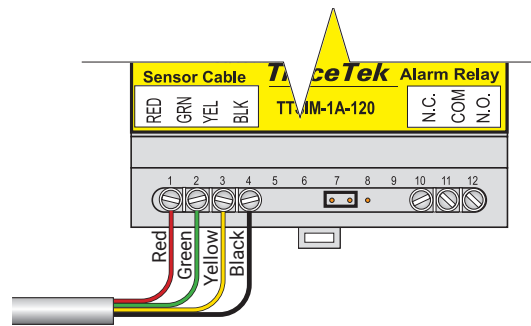 Sensor Cable
TraceTek
Alarm Relay
RED
GRN
YEL
BLK
TTSIM-1A-120
N.C.
COM
N.O.
1 2 3 4 5 6 7 8 9 10 11 12
Red
Green
Yellow
Black